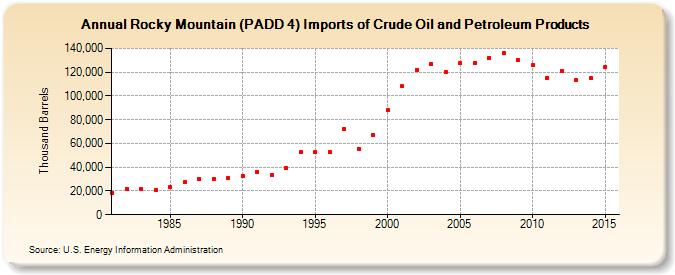 Annual Rocky Mountain (PADD 4) Imports of Crude Oil and Petroleum Products
Thousand Barrels
140,000
120,000
100,000
80,000
60,000
40,000
20,000
0
1985 1990 1995 2000 2005 2010 2015
Source: U.S. Energy Information Administration